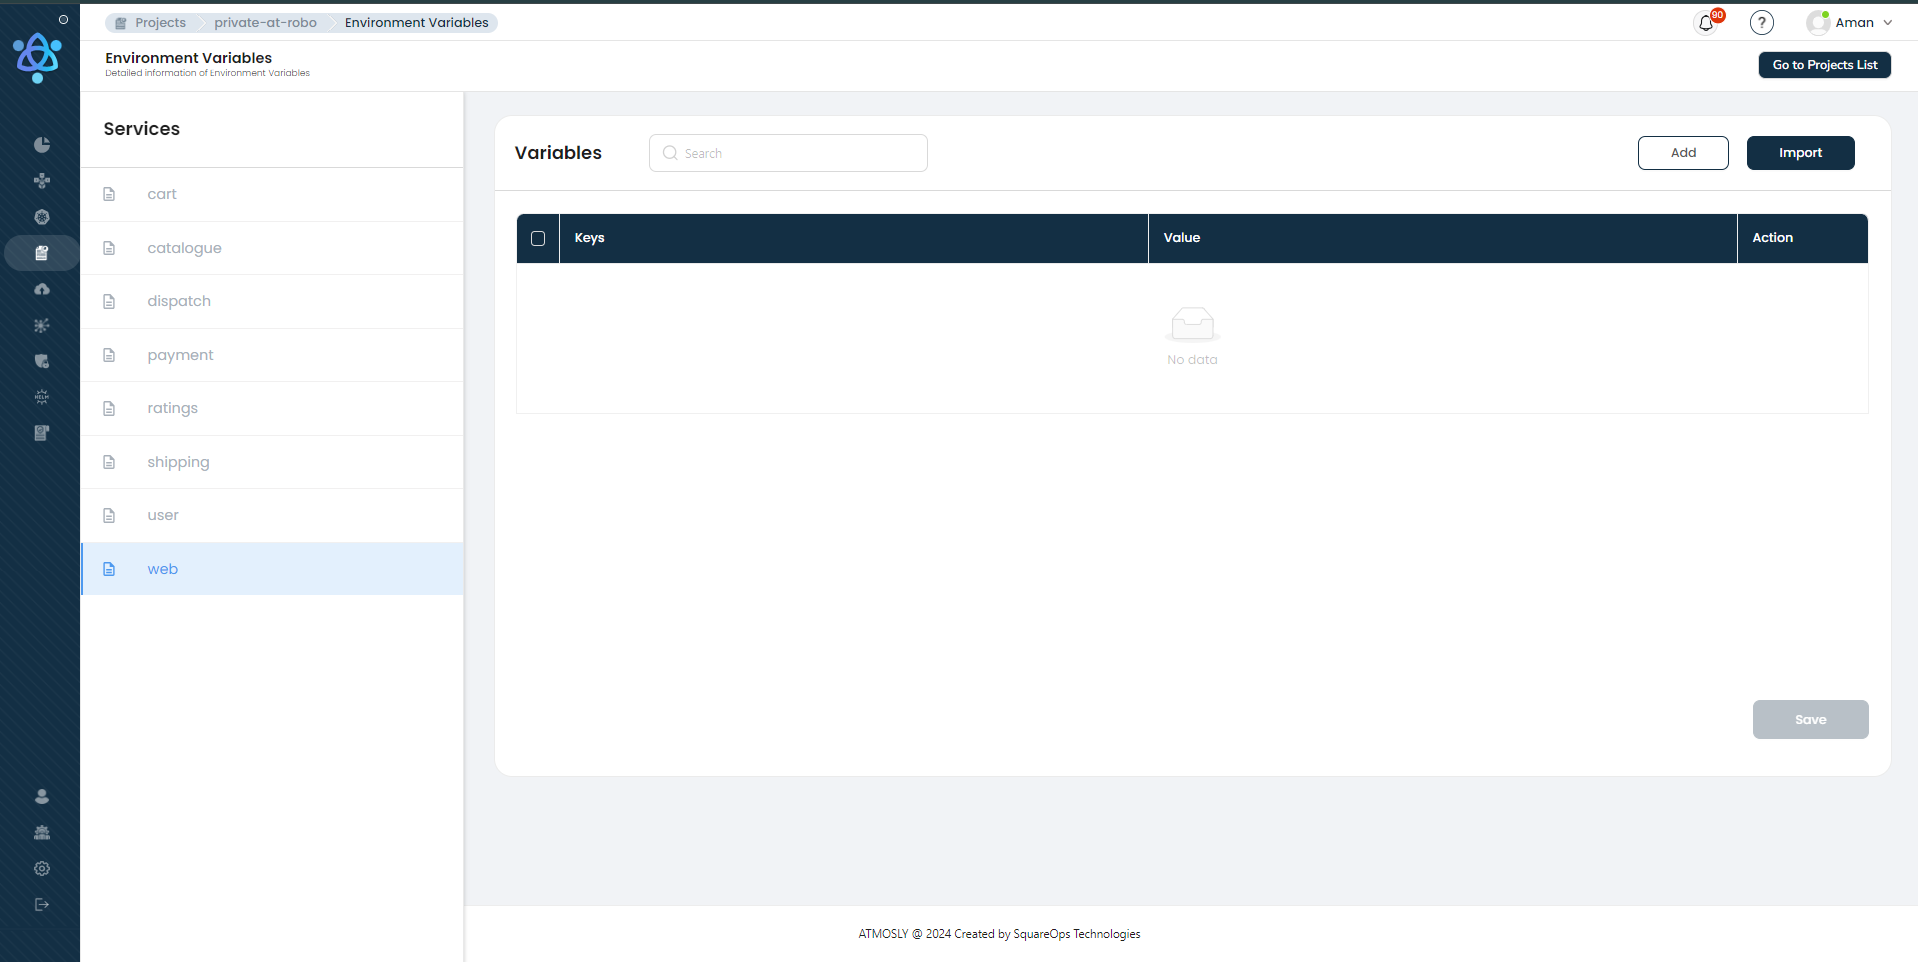 Projects private-at-robo Environment Variables
90
?
Aman
Environment Variables
Detailed information of Environment Variables
Go to Projects List
Services
cart
catalogue
dispatch
payment
ratings
shipping
user
web
Variables
Search
Add
Import
Keys
Value
Action
No data
Save
HELM
ATMOSLY @ 2024 Created by SquareOps Technologies